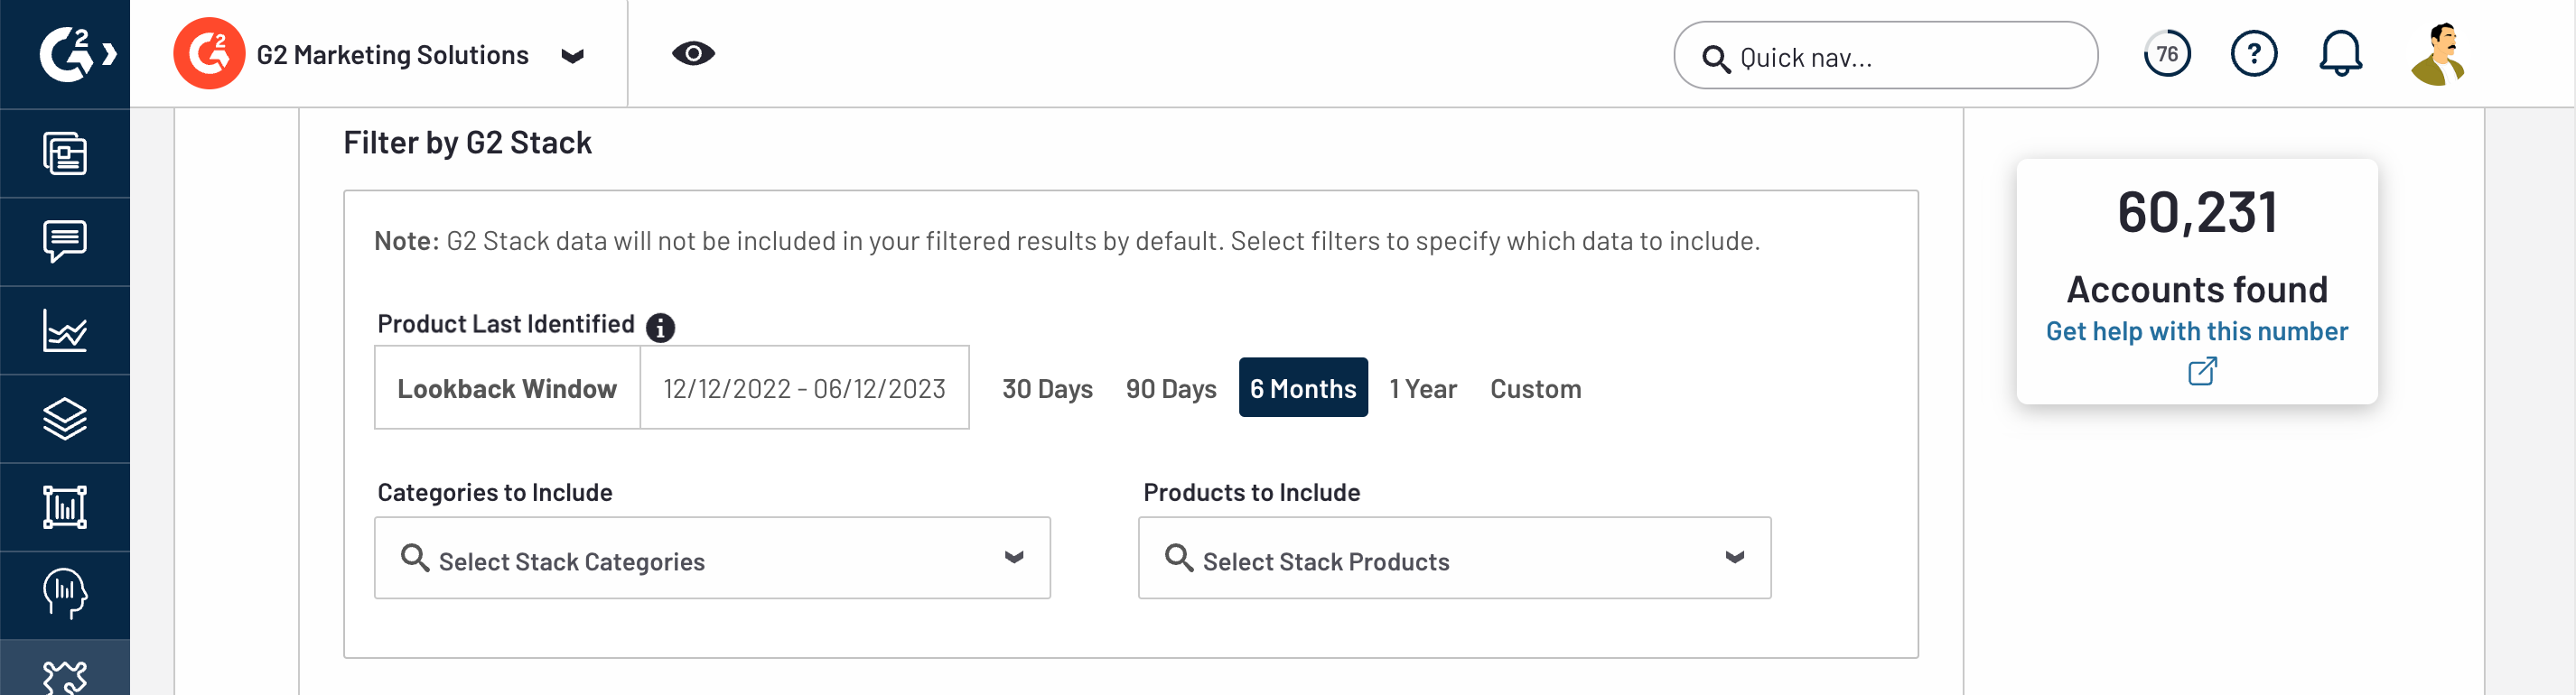 G2
G2
G2 Marketing Solutions
Quick nav...
76
?
Filter by G2 Stack
Note: G2 Stack data will not be included in your filtered results by default. Select filters to specify which data to include.
Product Last Identified i
Lookback Window 12/12/2022 - 06/12/2023 30 Days 90 Days 6 Months 1 Year Custom
Categories to Include Products to Include
Select Stack Categories Select Stack Products
60,231
Accounts found
Get help with this number